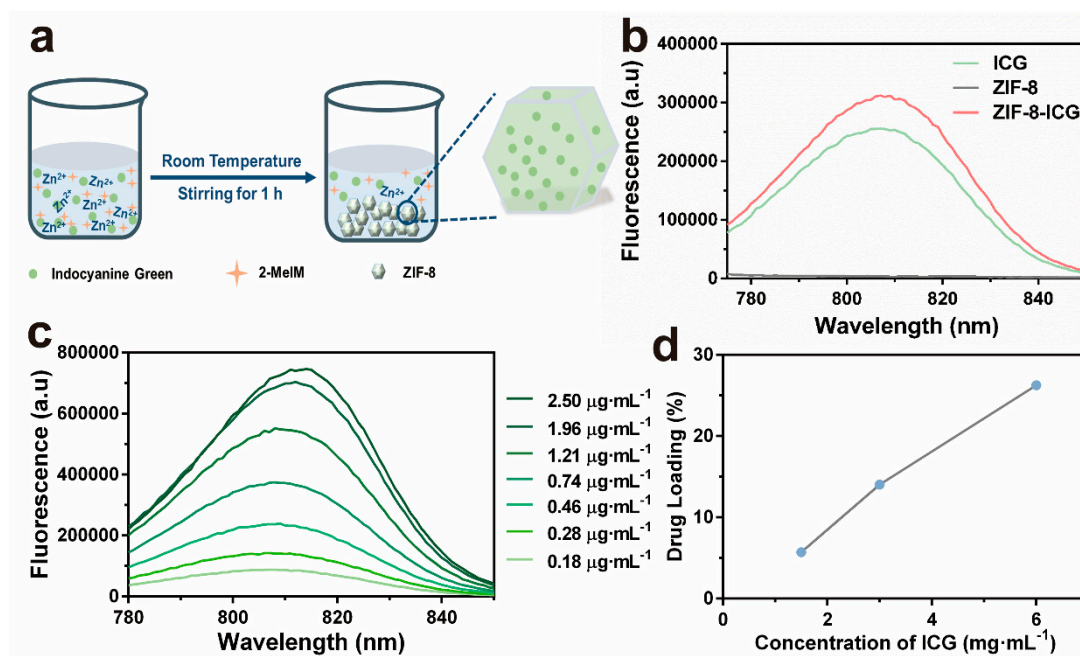 a
Zn²⁺
Zn²⁺
Zn²⁺
Zn²⁺
Zn²⁺
Zn²⁺
Zn²⁺
Room Temperature
Stirring for 1 h
Zn²⁺
Indocyanine Green
2-MeIM
ZIF-8
b
Fluorescence (a.u)
400000
300000
200000
100000
0
780
800
820
840
Wavelength (nm)
ICG
ZIF-8
ZIF-8-ICG
c
Fluorescence (a.u)
800000
600000
400000
200000
0
780
800
820
840
Wavelength (nm)
2.50 μg·mL⁻¹
1.96 μg·mL⁻¹
1.21 μg·mL⁻¹
0.74 μg·mL⁻¹
0.46 μg·mL⁻¹
0.28 μg·mL⁻¹
0.18 μg·mL⁻¹
d
Drug Loading (%)
30
20
10
0
0
2
4
6
Concentration of ICG (mg·mL⁻¹)